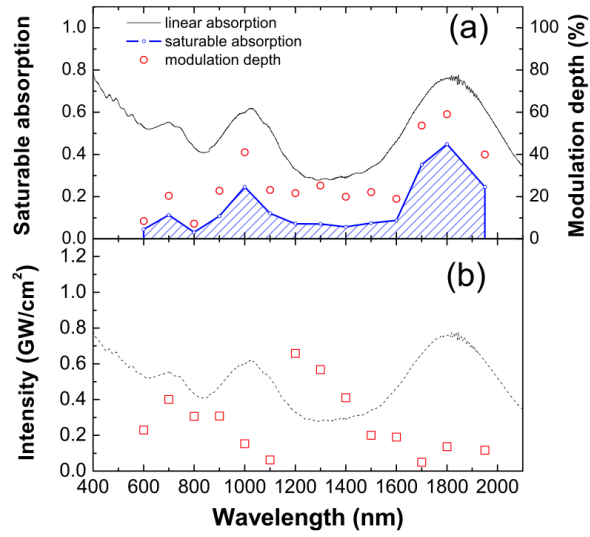 (a)
linear absorption
saturable absorption
modulation depth
Saturable absorption
1.0
0.8
0.6
0.4
0.2
0.0
Modulation depth (%)
100
80
60
40
20
0
(b)
Intensity (GW/cm²)
1.2
1.0
0.8
0.6
0.4
0.2
0.0
400 600 800 1000 1200 1400 1600 1800 2000
Wavelength (nm)